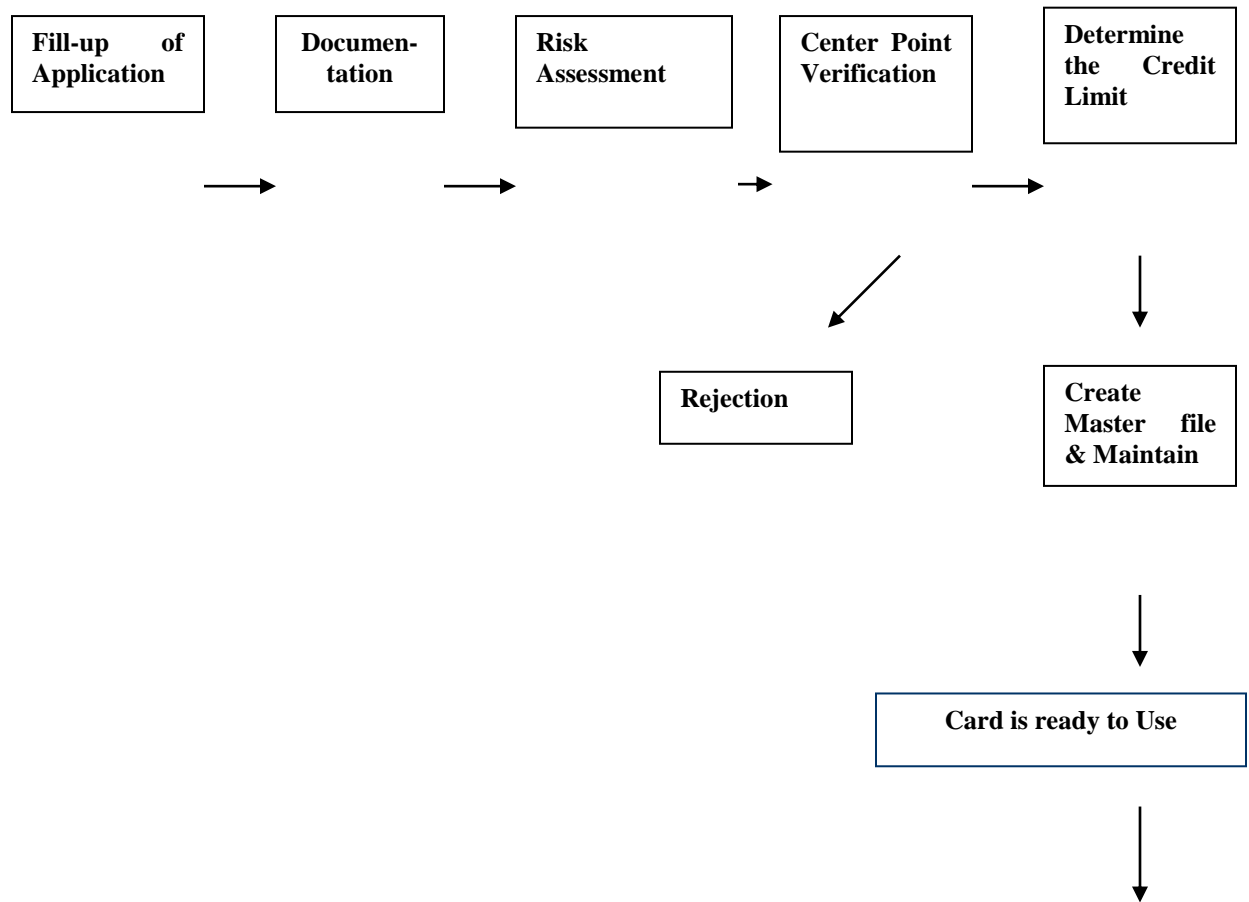 Fill-up of
Application
Documen-
tation
Risk
Assessment
Center Point
Verification
Determine
the Credit
Limit
Rejection
Create
Master file
& Maintain
Card is ready to Use